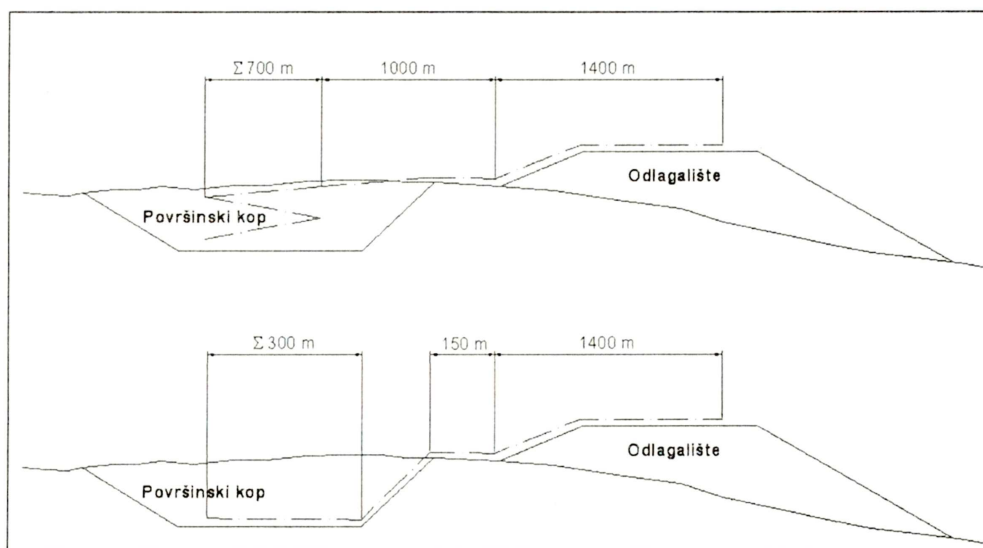 Σ 700 m 1000 m 1400 m
Odlagalište
Površinski kop
Σ 300 m 150 m 1400 m
Odlagalište
Površinski kop